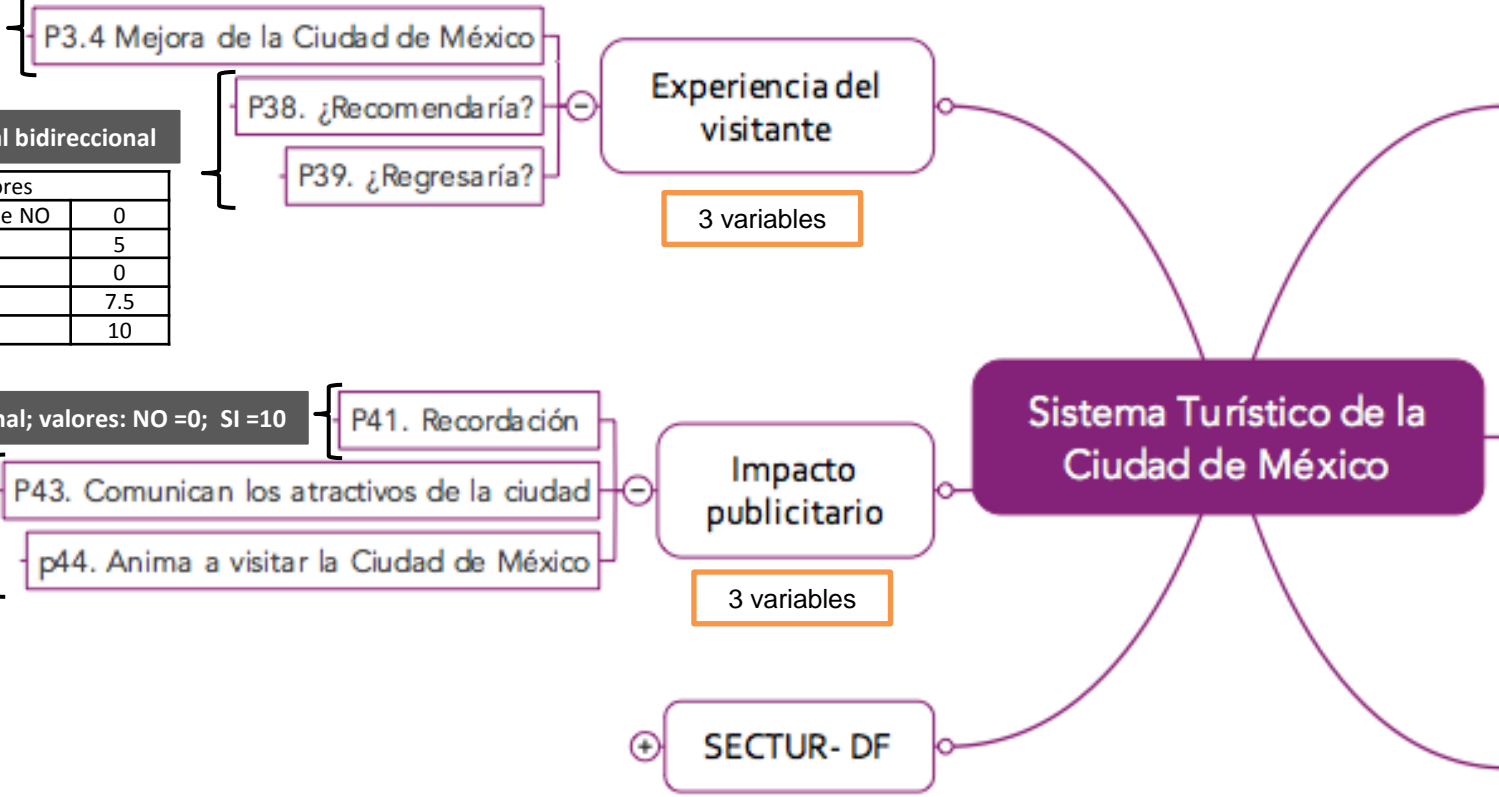 P3.4 Mejora de la Ciudad de México
P38. ¿Recomendaría?
P39. ¿Regresaría?
Experiencia del
visitante
3 variables
al bidireccional
ores
e NO 0
5
0
7.5
10
nal; valores: NO =0; SI =10
P41. Recordación
P43. Comunican los atractivos de la ciudad
p44. Anima a visitar la Ciudad de México
Impacto
publicitario
3 variables
SECTUR- DF
Sistema Turístico de la
Ciudad de México